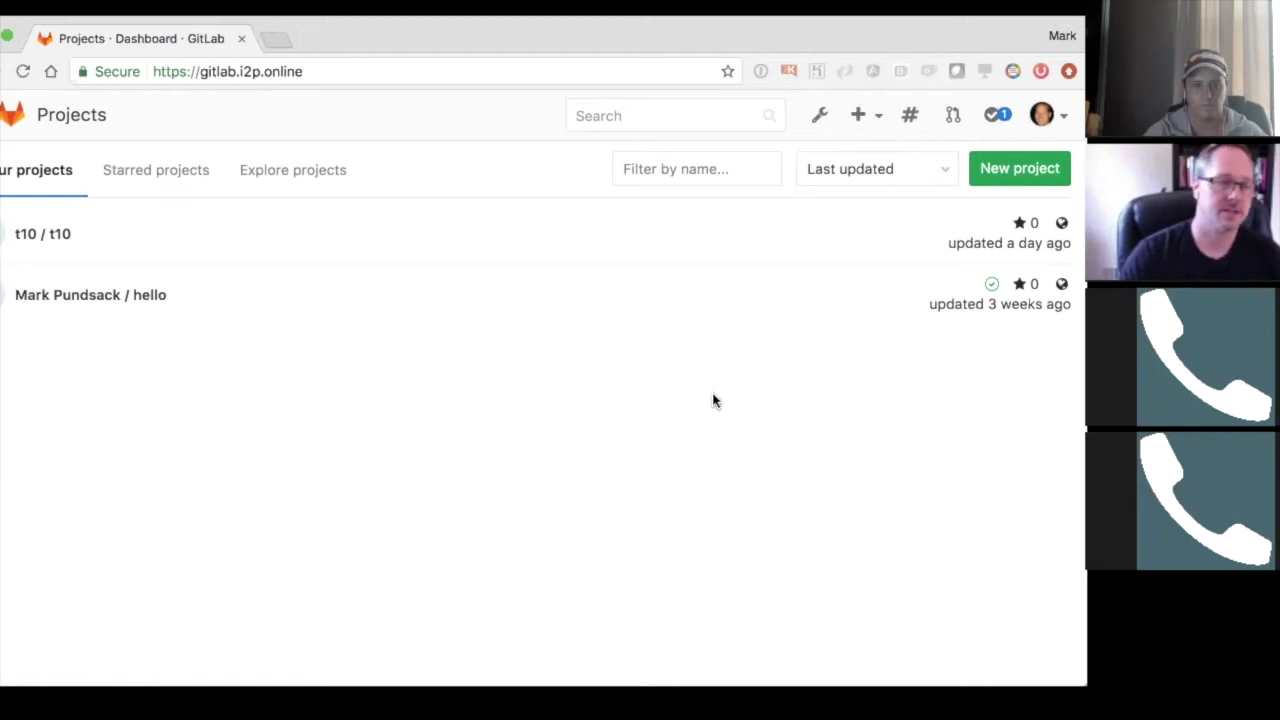 Projects · Dashboard · GitLab
Mark
Secure https://gitlab.i2p.online
Projects
Search
1
ur projects Starred projects Explore projects
Filter by name...
Last updated
New project
t10 / t10
0
updated a day ago
Mark Pundsack / hello
0
updated 3 weeks ago